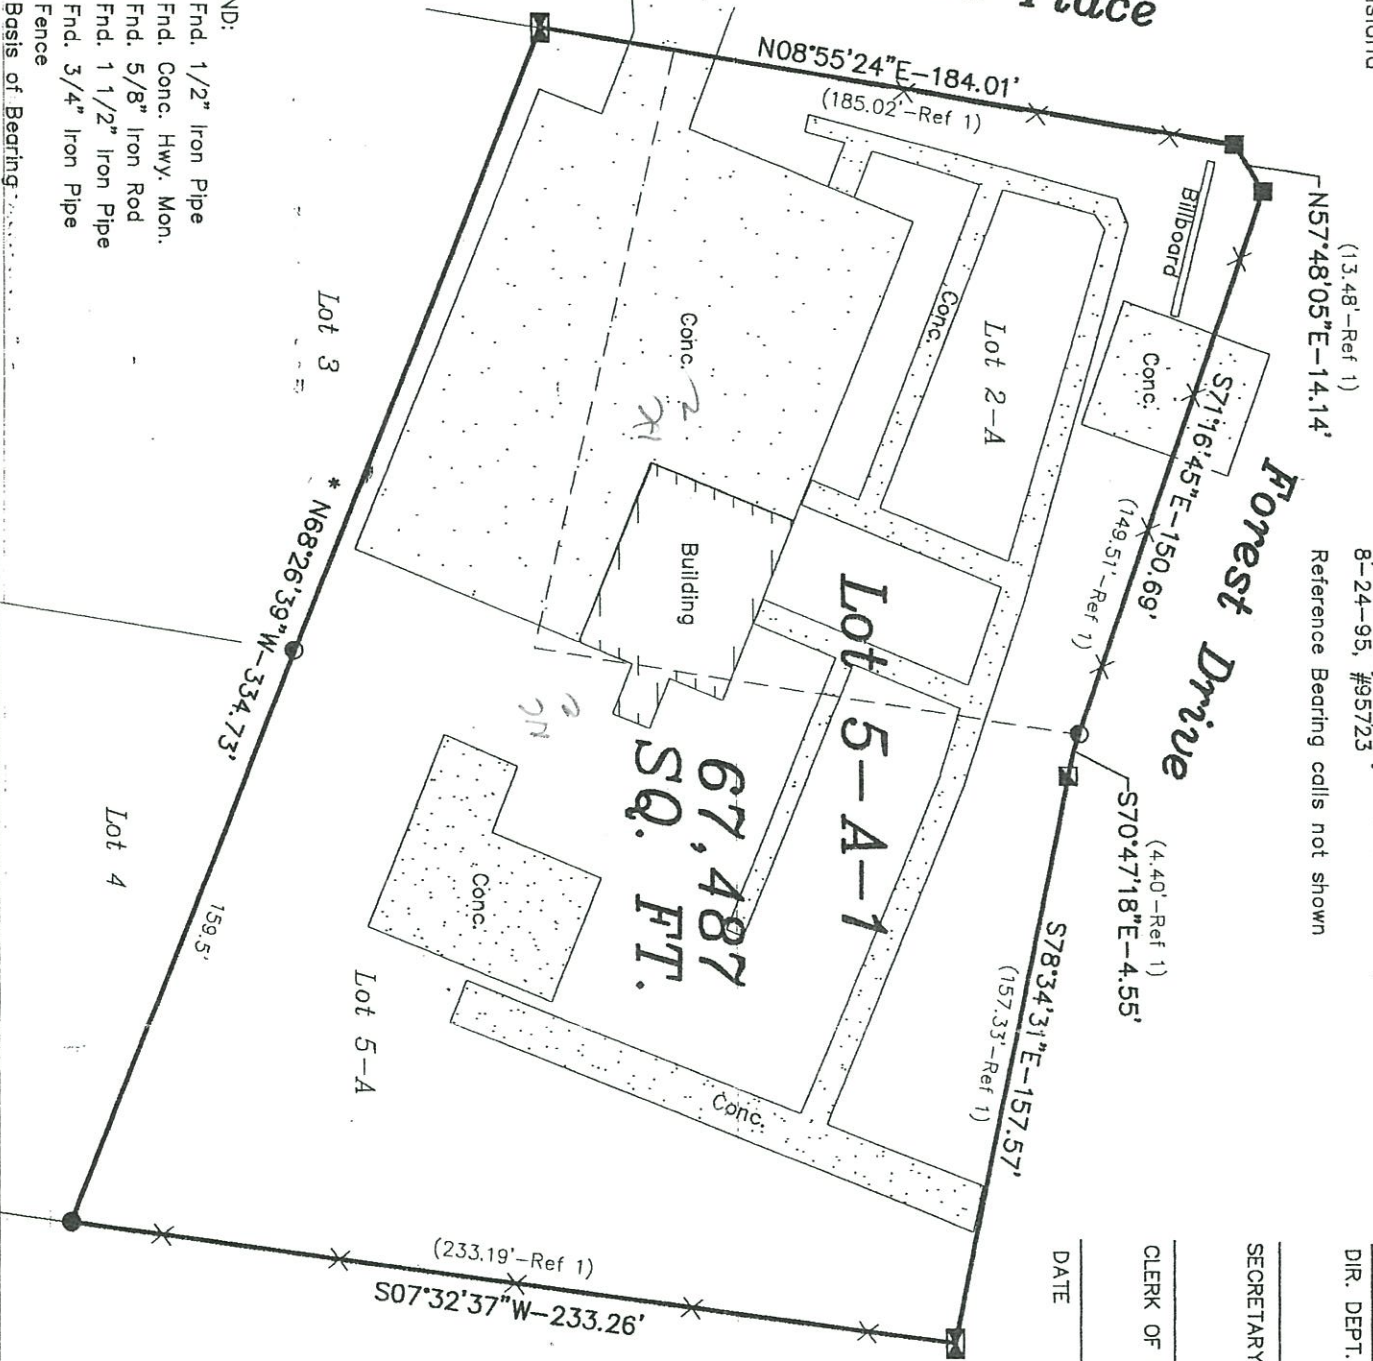 8-24-95, #95723
Reference Bearing calls not shown
DIR. DEPT.
SECRETARY
CLERK OF
DATE
Place
N08°55'24"E-184.01'
(185.02'-Ref 1)
(13.48'-Ref 1)
N57°48'05"E-14.14'
Billboard
Conc.
S71°16'45"E-150.69'
(149.51'-Ref 1)
Forest Drive
(4.40'-Ref 1)
S70°47'18"E-4.55'
S78°34'31"E-157.57'
(157.33'-Ref 1)
Lot 2-A
Conc.
Conc.
Building
Lot 5-A-1
67,487
SQ. FT.
Conc.
Conc.
Lot 5-A
(233.19'-Ref 1)
S07°32'37"W-233.26'
Lot 3
* N68°26'39"W-334.73'
159.5'
Lot 4
ND:
Fnd. 1/2" Iron Pipe
Fnd. Conc. Hwy. Mon.
Fnd. 5/8" Iron Rod
Fnd. 1 1/2" Iron Pipe
Fnd. 3/4" Iron Pipe
Fence
Basis of Bearing